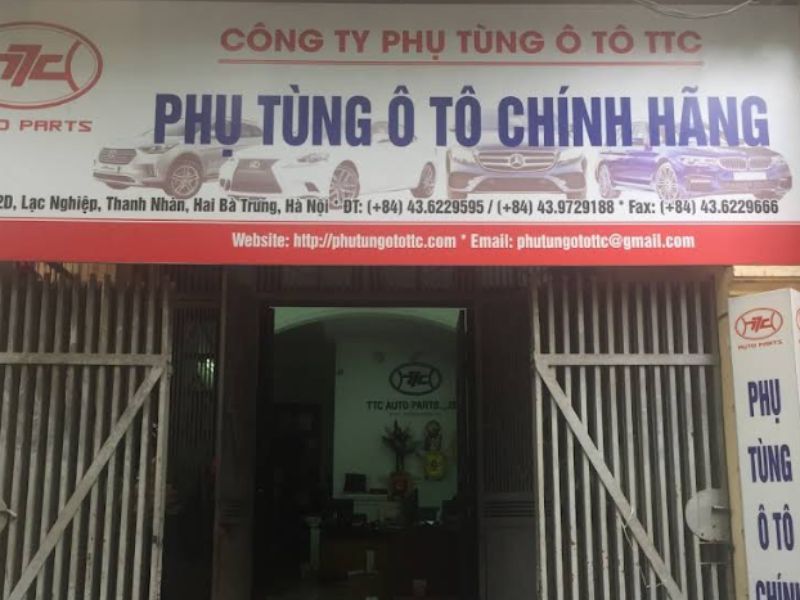 CÔNG TY PHỤ TÙNG Ô TÔ TTC
TTC
PARTS
PHỤ TÙNG Ô TÔ CHÍNH HÃNG
2D, Lạc Nghiệp, Thanh Nhàn, Hai Bà Trưng, Hà Nội * ĐT: (+84) 43.6229595 / (+84) 43.9729188 * Fax: (+84) 43.6229666
Website: http://phutungotottc.com * Email: phutungotottc@gmail.com
TTC
AUTO PARTS
PHỤ
TÙNG
Ô TÔ
CHÍNH
TTC
TTC AUTO PARTS